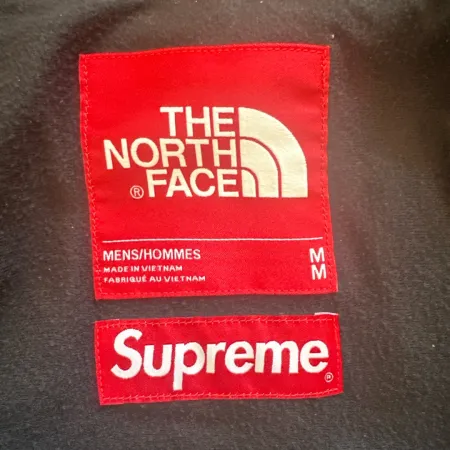 THE
NORTH
® FACE
MENS/HOMMES M
MADE IN VIETNAM M
FABRIQUÉ AU VIETNAM
Supreme®